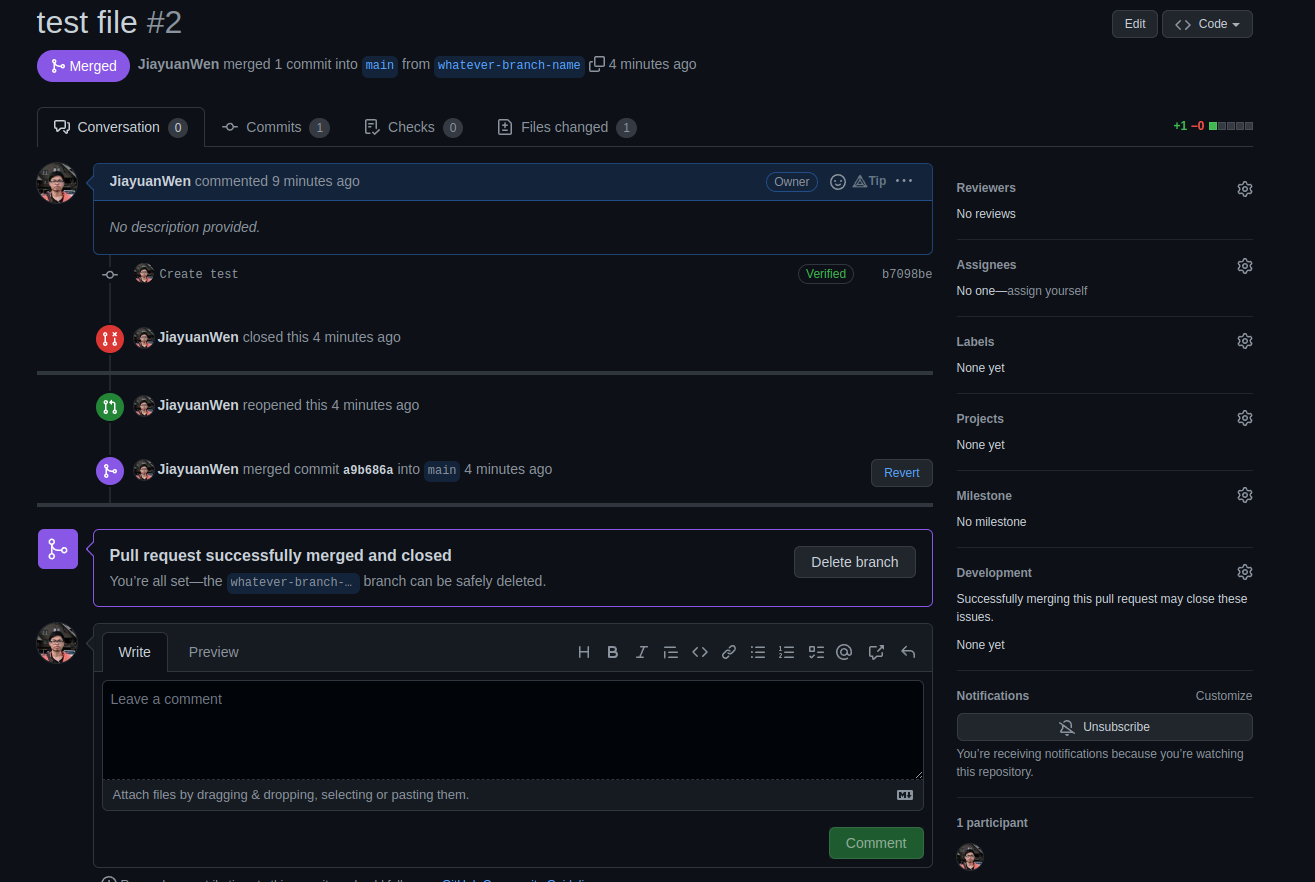 test file #2
Edit
Code
Merged JiayuanWen merged 1 commit into main from whatever-branch-name 4 minutes ago
Conversation 0 Commits 1 Checks 0 Files changed 1
+1 −0
JiayuanWen commented 9 minutes ago
Owner Tip
No description provided.
Create test Verified b7098be
JiayuanWen closed this 4 minutes ago
JiayuanWen reopened this 4 minutes ago
JiayuanWen merged commit a9b686a into main 4 minutes ago
Revert
Pull request successfully merged and closed
You’re all set—the whatever-branch-… branch can be safely deleted.
Delete branch
Write Preview
Leave a comment
Attach files by dragging & dropping, selecting or pasting them.
Comment
Reviewers
No reviews
Assignees
No one—assign yourself
Labels
None yet
Projects
None yet
Milestone
No milestone
Development
Successfully merging this pull request may close these
issues.
None yet
Notifications Customize
Unsubscribe
You’re receiving notifications because you’re watching
this repository.
1 participant